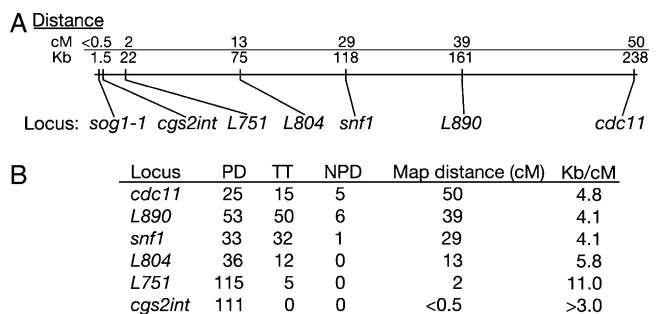 A Distance
cM <0.5 2 13 29 39 50
Kb 1.5 22 75 118 161 238
Locus: sog1-1 cgs2int L751 L804 snf1 L890 cdc11
B Locus PD TT NPD Map distance (cM) Kb/cM
cdc11 25 15 5 50 4.8
L890 53 50 6 39 4.1
snf1 33 32 1 29 4.1
L804 36 12 0 13 5.8
L751 115 5 0 2 11.0
cgs2int 111 0 0 <0.5 >3.0